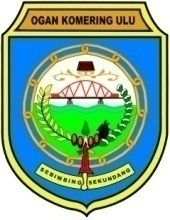 OGAN KOMERING ULU
SEBIMBING SEKUNDANG